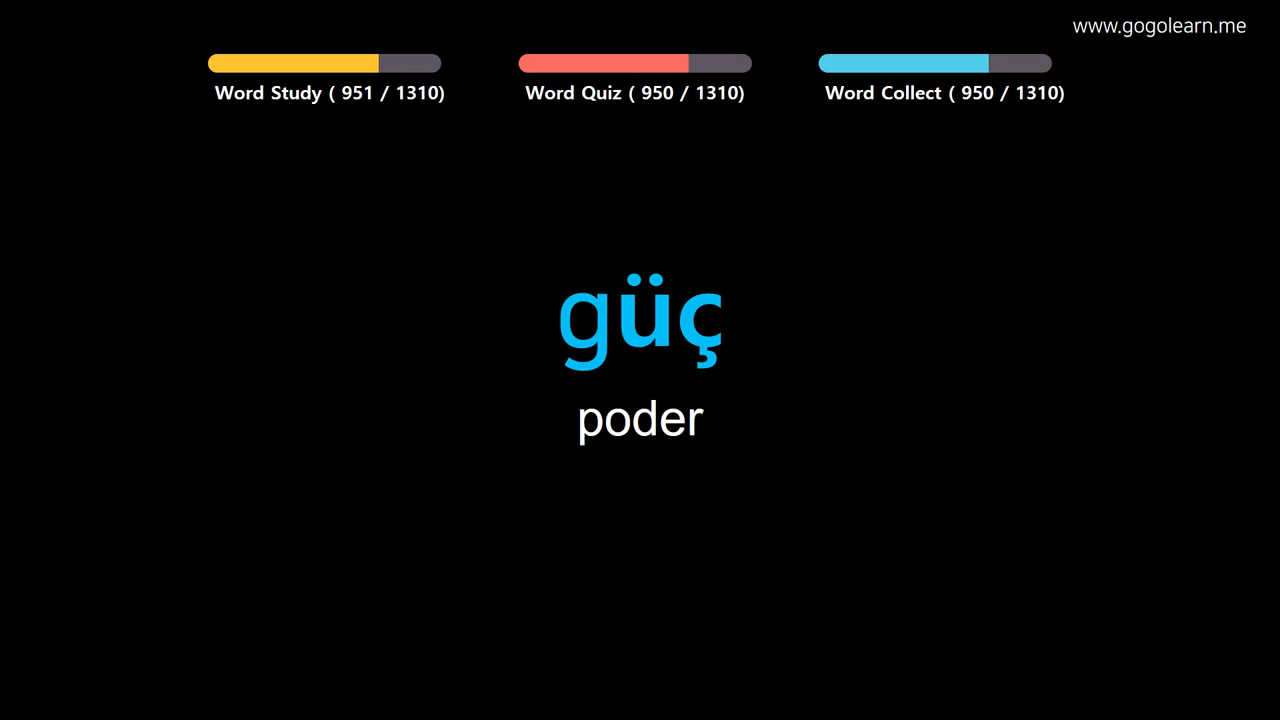 www.gogolearn.me
Word Study ( 951 / 1310)
Word Quiz ( 950 / 1310)
Word Collect ( 950 / 1310)
güç
poder